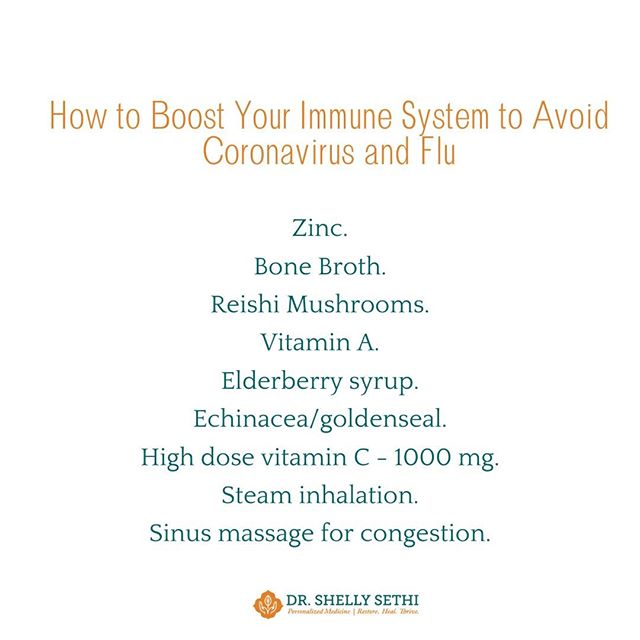 How to Boost Your Immune System to Avoid
Coronavirus and Flu
Zinc.
Bone Broth.
Reishi Mushrooms.
Vitamin A.
Elderberry syrup.
Echinacea/goldenseal.
High dose vitamin C - 1000 mg.
Steam inhalation.
Sinus massage for congestion.
DR. SHELLY SETHI
Personalized Medicine | Restore. Heal. Thrive.